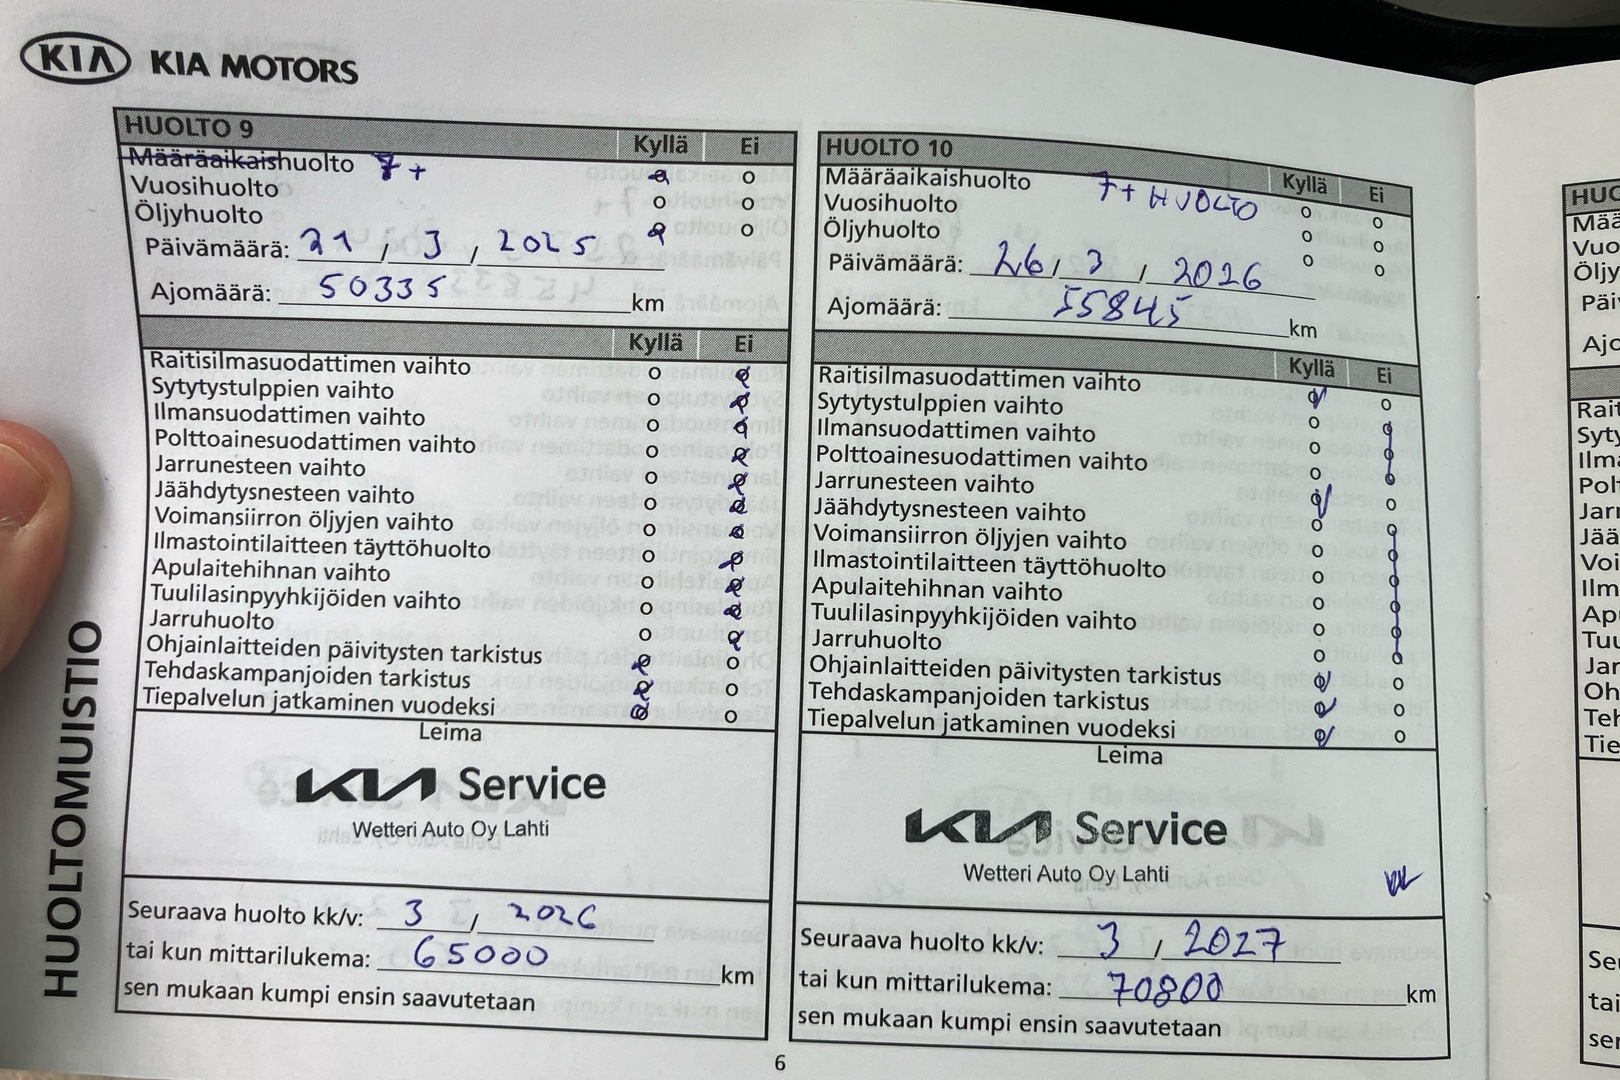 KIA KIA MOTORS
HUOLTO 9 Kyllä Ei
Määräaikaishuolto 7+
Vuosihuolto
Öljyhuolto
Päivämäärä: 21 / 3 / 2025
Ajomäärä: 50335 km
Kyllä Ei
Raitisilmasuodattimen vaihto
Sytytystulppien vaihto
Ilmansuodattimen vaihto
Polttoainesuodattimen vaihto
Jarrunesteen vaihto
Jäähdytysnesteen vaihto
Voimansiirron öljyjen vaihto
Ilmastointilaitteen täyttöhuolto
Apulaitehihnan vaihto
Tuulilasinpyyhkijöiden vaihto
Jarruhuolto
Ohjainlaitteiden päivitysten tarkistus
Tehdaskampanjoiden tarkistus
Tiepalvelun jatkaminen vuodeksi
Leima
KIA Service
Wetteri Auto Oy Lahti
Seuraava huolto kk/v: 3 / 2026
tai kun mittarilukema: 65000 km
sen mukaan kumpi ensin saavutetaan
HUOLTO 10 Kyllä Ei
Määräaikaishuolto 7+ HUOLTO
Vuosihuolto
Öljyhuolto
Päivämäärä: 26 / 3 / 2026
Ajomäärä: 55845 km
Kyllä Ei
Raitisilmasuodattimen vaihto
Sytytystulppien vaihto
Ilmansuodattimen vaihto
Polttoainesuodattimen vaihto
Jarrunesteen vaihto
Jäähdytysnesteen vaihto
Voimansiirron öljyjen vaihto
Ilmastointilaitteen täyttöhuolto
Apulaitehihnan vaihto
Tuulilasinpyyhkijöiden vaihto
Jarruhuolto
Ohjainlaitteiden päivitysten tarkistus
Tehdaskampanjoiden tarkistus
Tiepalvelun jatkaminen vuodeksi
Leima
KIA Service
Wetteri Auto Oy Lahti
Seuraava huolto kk/v: 3 / 2027
tai kun mittarilukema: 70800 km
sen mukaan kumpi ensin saavutetaan
HUOLTOMUISTIO
6